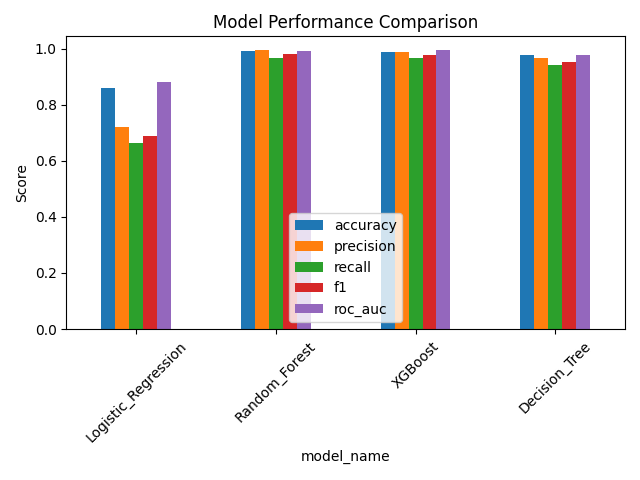 Model Performance Comparison
Score
1.0
0.8
0.6
0.4
0.2
0.0
accuracy
precision
recall
f1
roc_auc
Logistic_Regression
Random_Forest
XGBoost
Decision_Tree
model_name